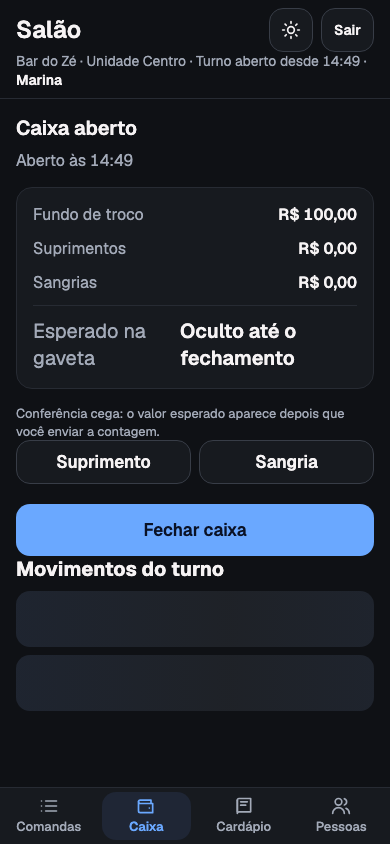 Salão
Sair
Bar do Zé · Unidade Centro · Turno aberto desde 14:49 ·
Marina
Caixa aberto
Aberto às 14:49
Fundo de troco R$ 100,00
Suprimentos R$ 0,00
Sangrias R$ 0,00
Esperado na gaveta
Oculto até o fechamento
Conferência cega: o valor esperado aparece depois que
você enviar a contagem.
Suprimento Sangria
Fechar caixa
Movimentos do turno
Comandas Caixa Cardápio Pessoas